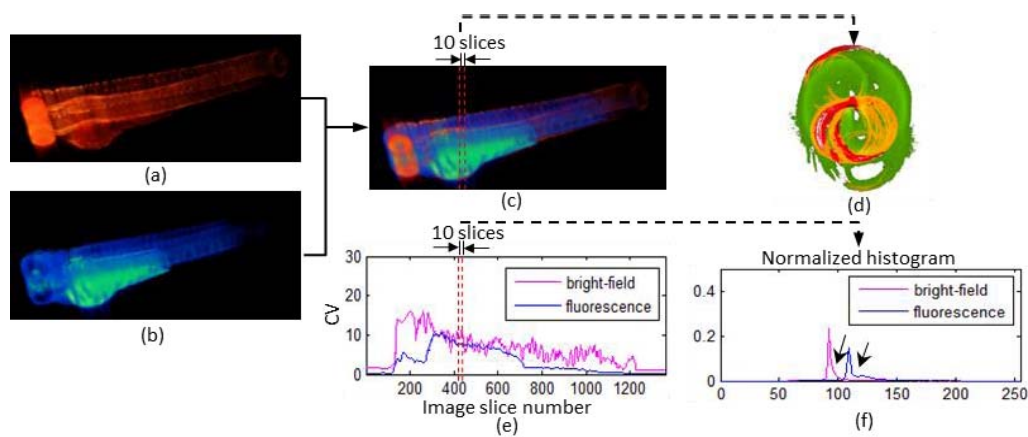 10 slices
(a)
(b)
(c)
(d)
10 slices
30
20
10
0
CV
bright-field
fluorescence
200 400 600 800 1000 1200
Image slice number
(e)
Normalized histogram
0.4
0.2
0
bright-field
fluorescence
0 50 100 150 200 250
(f)